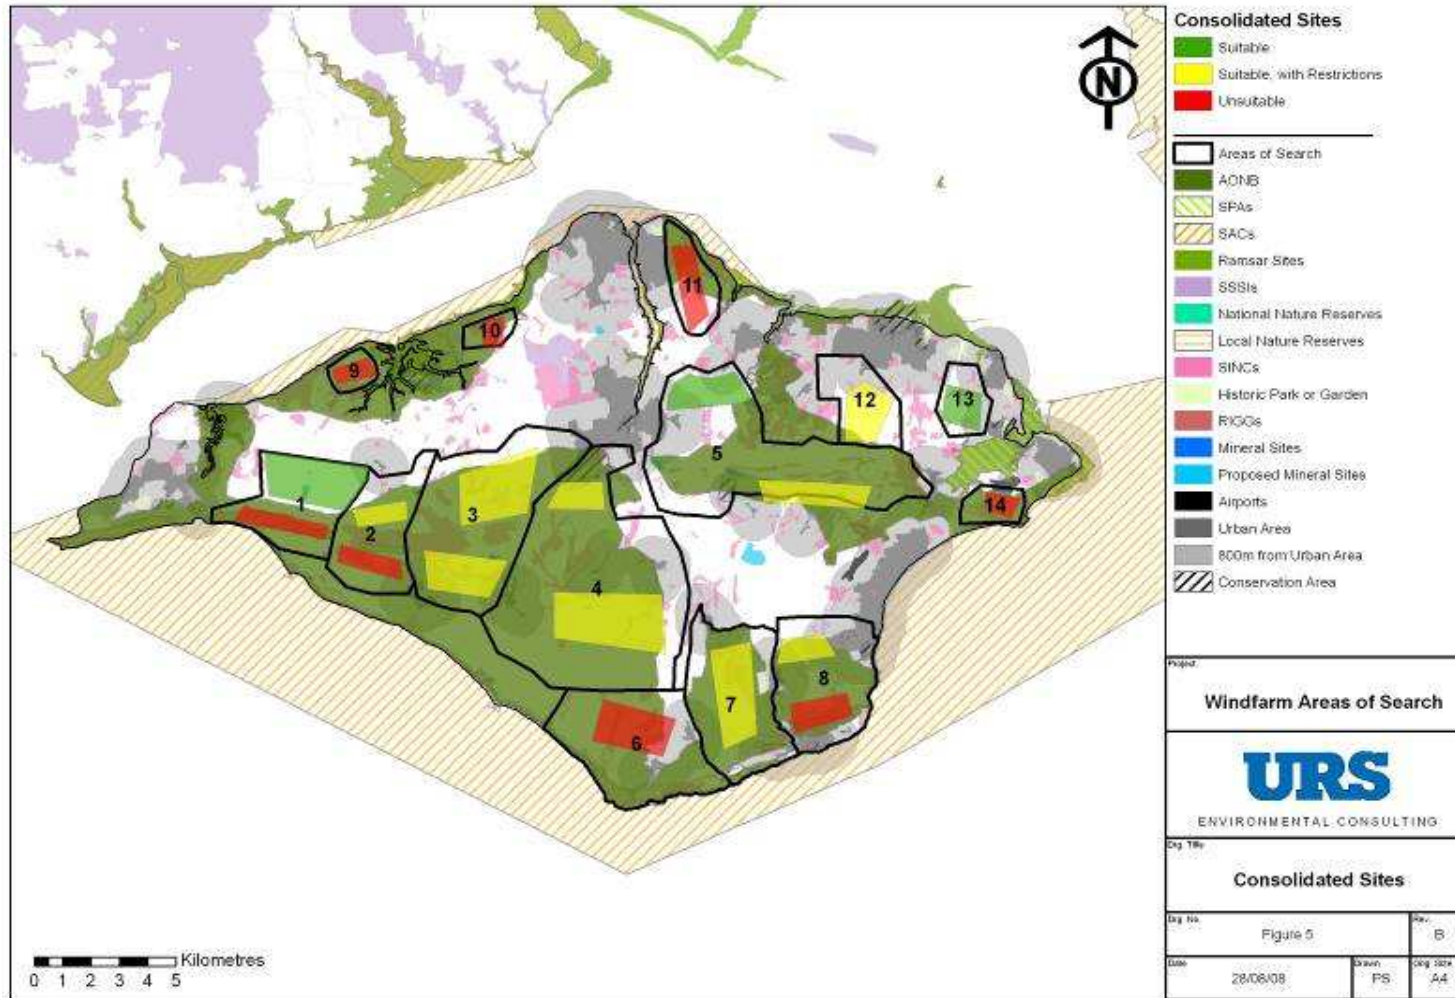 N
11
10
9
12
13
5
1
2
3
14
4
8
7
6
Kilometres
0 1 2 3 4 5
Consolidated Sites
Suitable
Suitable, with Restrictions
Unsuitable
Areas of Search
AONB
SPAs
SACs
Ramsar Sites
SSSIs
National Nature Reserves
Local Nature Reserves
SINCs
Historic Park or Garden
RIGGs
Mineral Sites
Proposed Mineral Sites
Airports
Urban Area
800m from Urban Area
Conservation Area
Project
Windfarm Areas of Search
URS
ENVIRONMENTAL CONSULTING
Drg. Title
Consolidated Sites
Drg. No. Rev.
Figure 5 B
Date Drawn Drg. Size
28/08/08 PS A4